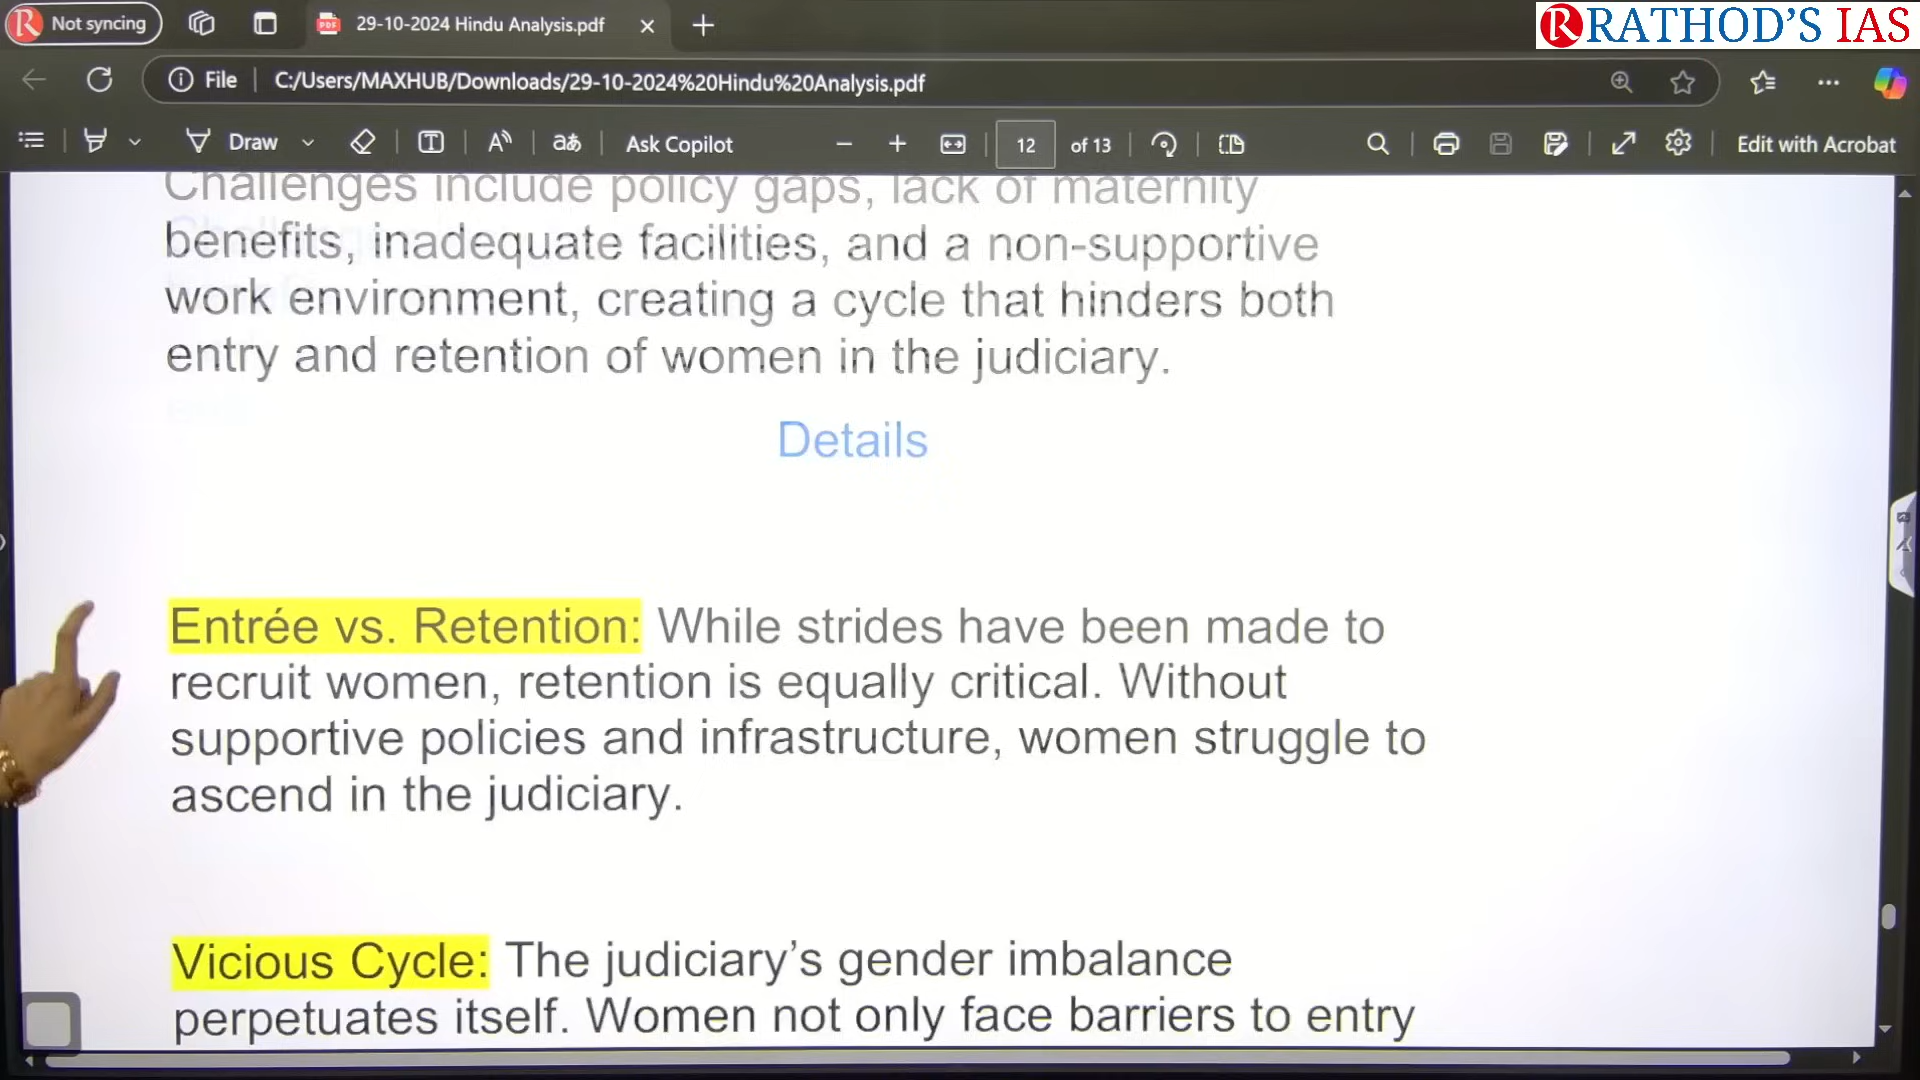 Not syncing
29-10-2024 Hindu Analysis.pdf
RATHOD'S IAS
File
C:/Users/MAXHUB/Downloads/29-10-2024%20Hindu%20Analysis.pdf
Draw
Ask Copilot
12 of 13
Edit with Acrobat
Challenges include policy gaps, lack of maternity
benefits, inadequate facilities, and a non-supportive
work environment, creating a cycle that hinders both
entry and retention of women in the judiciary.
Details
Entrée vs. Retention: While strides have been made to
recruit women, retention is equally critical. Without
supportive policies and infrastructure, women struggle to
ascend in the judiciary.
Vicious Cycle: The judiciary’s gender imbalance
perpetuates itself. Women not only face barriers to entry